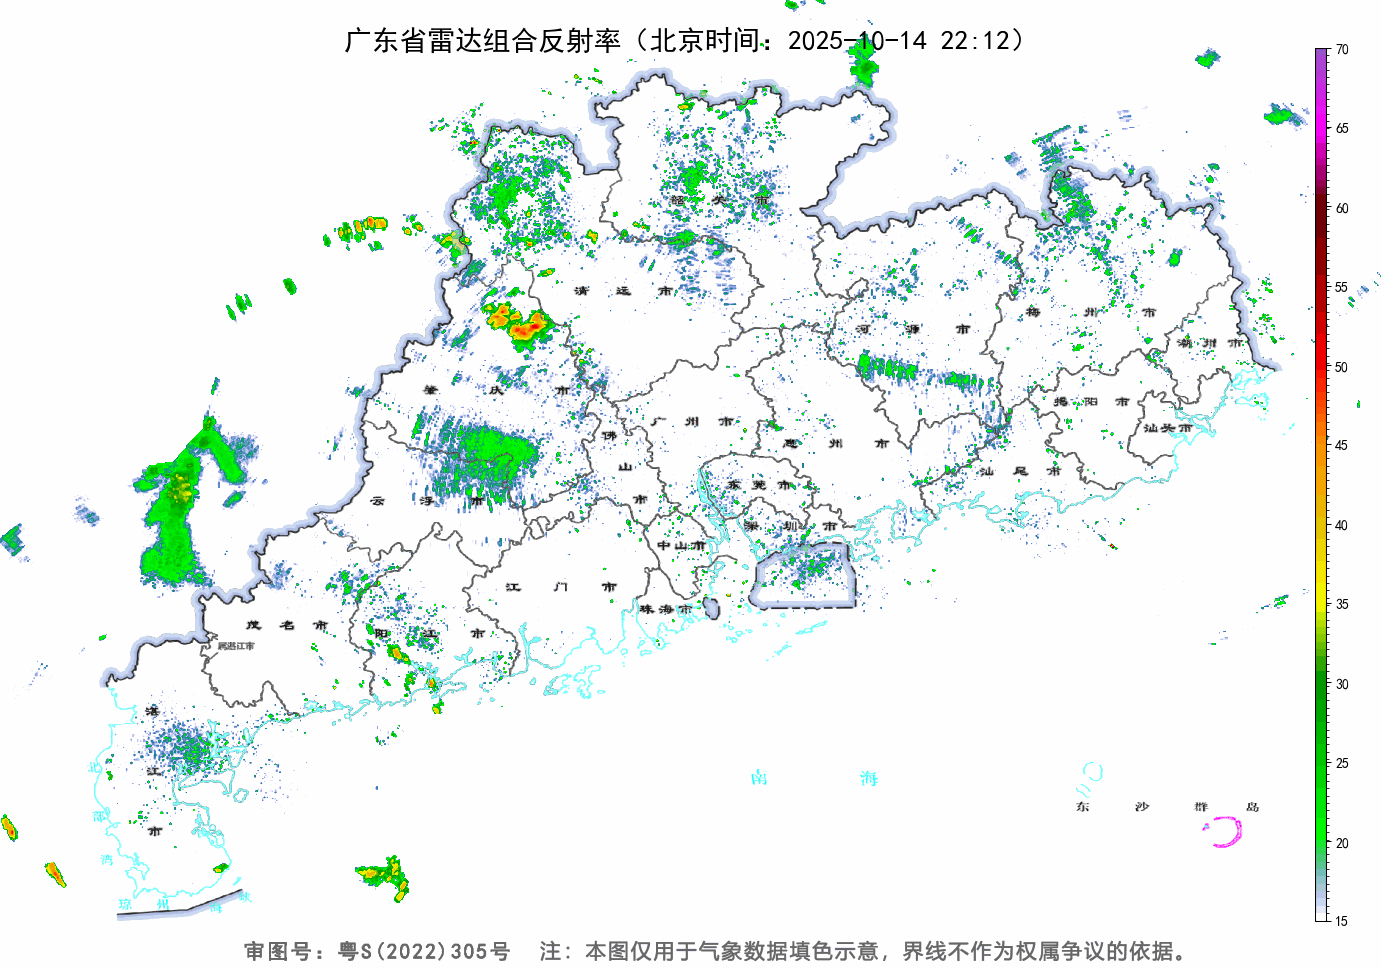 广东省雷达组合反射率（北京时间：2025-10-14 22:12）
70
65
60
55
50
45
40
35
30
25
20
15
韶关市
清远市
河源市
梅州市
潮州市
肇庆市
广州市
惠州市
揭阳市
汕头市
佛山市
云浮市
东莞市
汕尾市
深圳市
中山市
江门市
珠海市
茂名市
阳江市
属湛江市
湛江市
北部湾
琼州海峡
南海
东沙群岛
审图号：粤S(2022)305号 注：本图仅用于气象数据填色示意，界线不作为权属争议的依据。